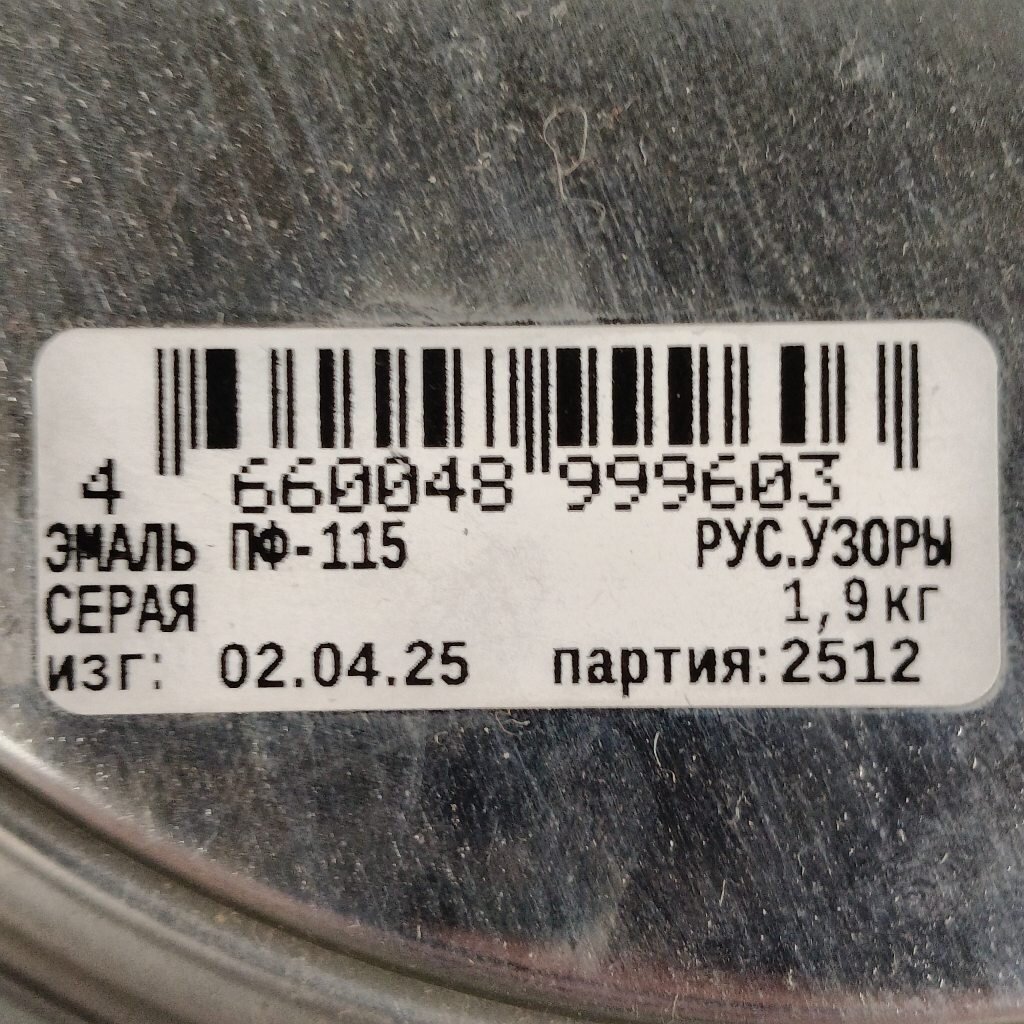 4 660048 999603
ЭМАЛЬ ПФ-115 РУС.УЗОРЫ
СЕРАЯ 1,9кг
изг: 02.04.25 партия:2512